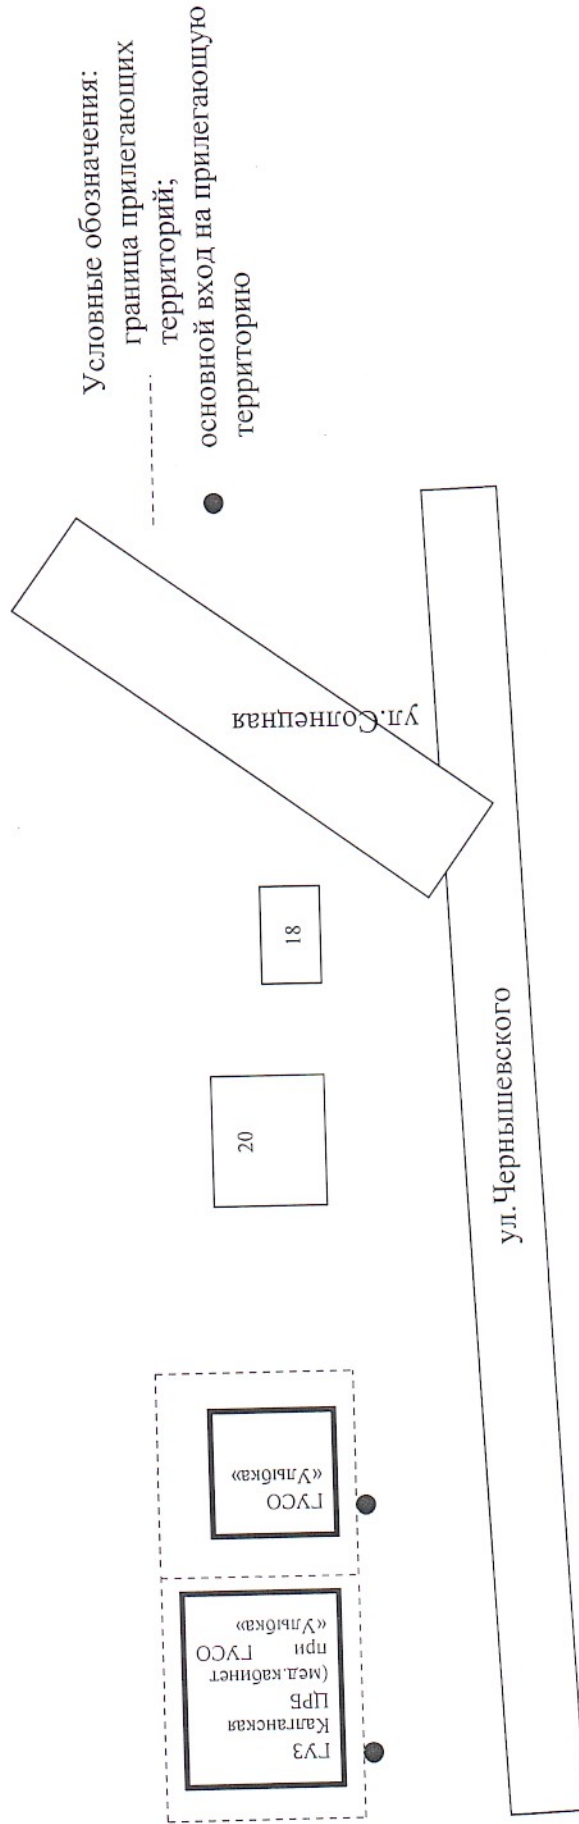 Условные обозначения:
граница прилегающих
территорий;
основной вход на прилегающую
территорию
ул.Солнечная
18
20
ул.Чернышевского
ГУСО
«Улыбка»
ГУЗ
Калганская
ЦРБ
(мед.кабинет
при ГУСО
«Улыбка»